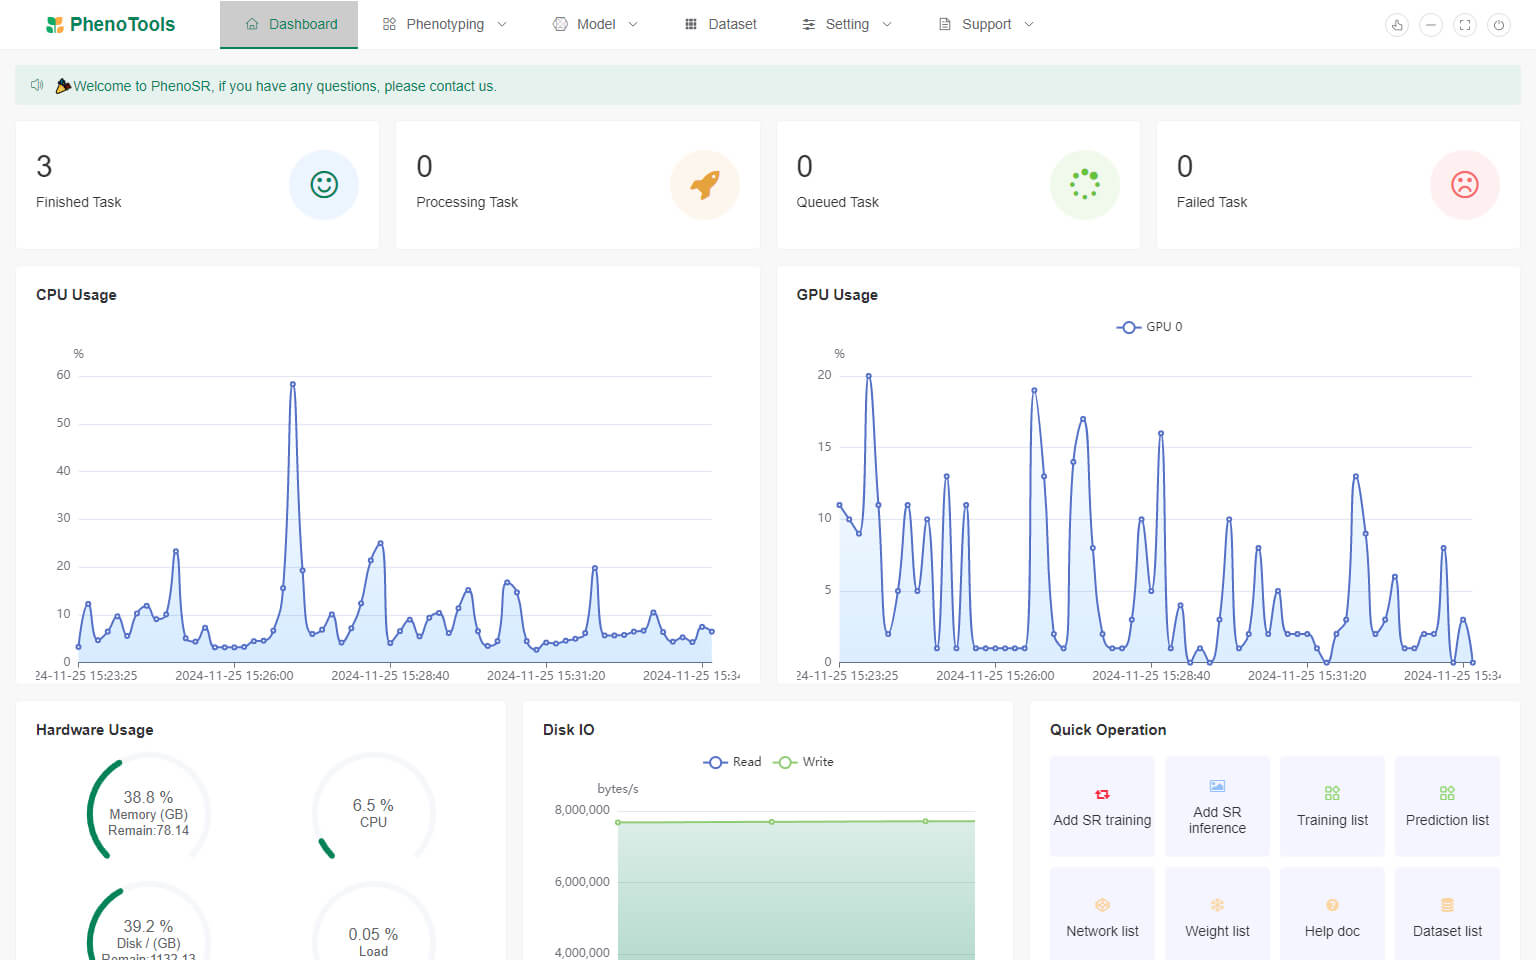 PhenoTools
Dashboard
Phenotyping
Model
Dataset
Setting
Support
Welcome to PhenoSR, if you have any questions, please contact us.
3
Finished Task
0
Processing Task
0
Queued Task
0
Failed Task
CPU Usage
%
60
50
40
30
20
10
0
24-11-25 15:23:25
2024-11-25 15:26:00
2024-11-25 15:28:40
2024-11-25 15:31:20
2024-11-25 15:34
GPU Usage
GPU 0
%
20
15
10
5
0
24-11-25 15:23:25
2024-11-25 15:26:00
2024-11-25 15:28:40
2024-11-25 15:31:20
2024-11-25 15:34
Hardware Usage
38.8 %
Memory (GB)
Remain:78.14
6.5 %
CPU
39.2 %
Disk / (GB)
Remain:1132.13
0.05 %
Load
Disk IO
Read
Write
bytes/s
8,000,000
6,000,000
4,000,000
Quick Operation
Add SR training
Add SR
inference
Training list
Prediction list
Network list
Weight list
Help doc
Dataset list